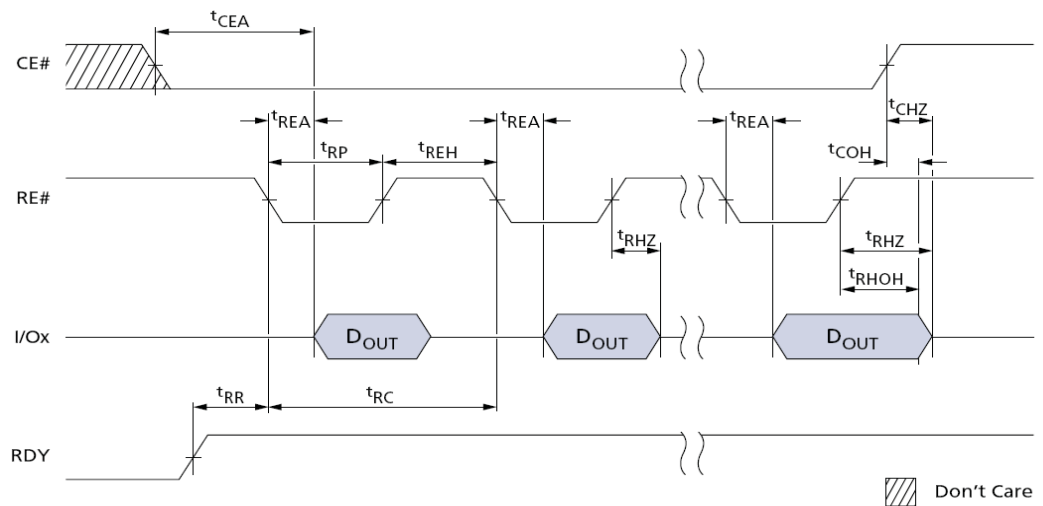 tCEA
CE#
tREA
tREA
tREA
tCHZ
tRP
tREH
tCOH
RE#
tRHZ
tRHZ
tRHOH
I/Ox
DOUT
DOUT
DOUT
tRR
tRC
RDY
Don't Care